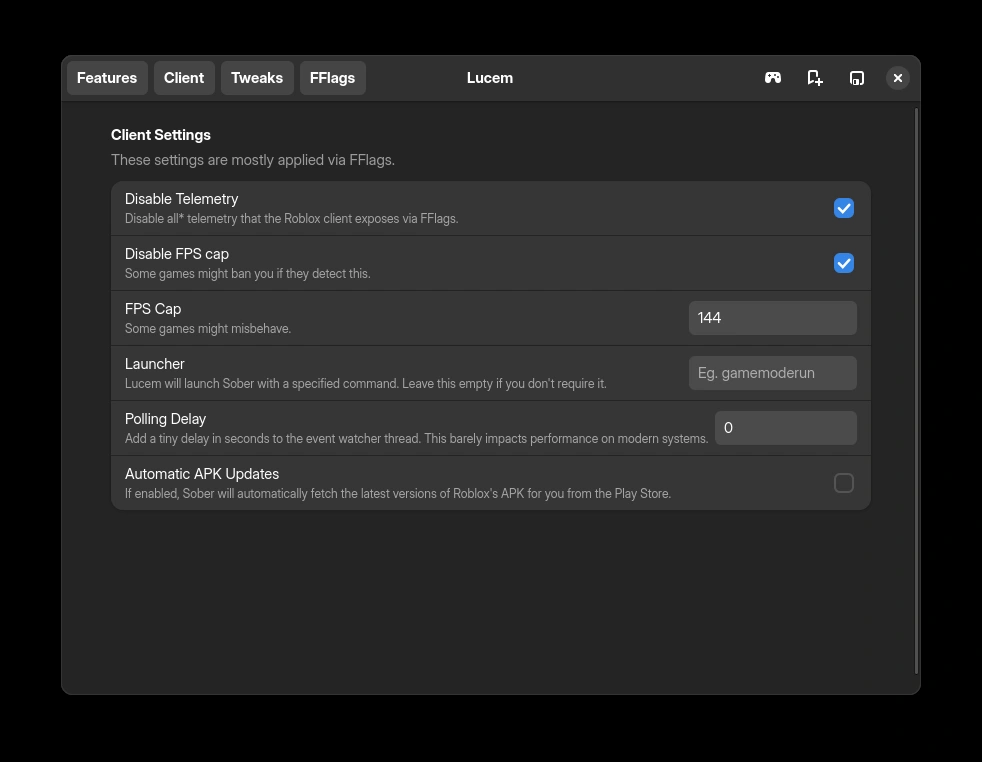 Features Client Tweaks FFlags Lucem
Client Settings
These settings are mostly applied via FFlags.
Disable Telemetry
Disable all* telemetry that the Roblox client exposes via FFlags.
Disable FPS cap
Some games might ban you if they detect this.
FPS Cap
Some games might misbehave.
144
Launcher
Lucem will launch Sober with a specified command. Leave this empty if you don't require it.
Eg. gamemoderun
Polling Delay
Add a tiny delay in seconds to the event watcher thread. This barely impacts performance on modern systems.
0
Automatic APK Updates
If enabled, Sober will automatically fetch the latest versions of Roblox's APK for you from the Play Store.